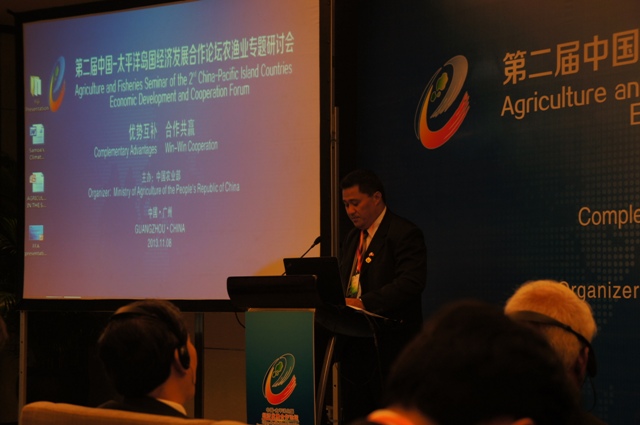 第二届中国-太平洋岛国经济发展合作论坛农渔业专题研讨会
Agriculture and Fisheries Seminar of the 2nd China-Pacific Island Countries
Economic Development and Cooperation Forum
优势互补 合作共赢
Complementary Advantages Win-Win Cooperation
主办:中国农业部
Organizer: Ministry of Agriculture of the People's Republic of China
中国·广州
GUANGZHOU·CHINA
2013.11.08
第二届中国
Agriculture an
E
Comple
Organizer